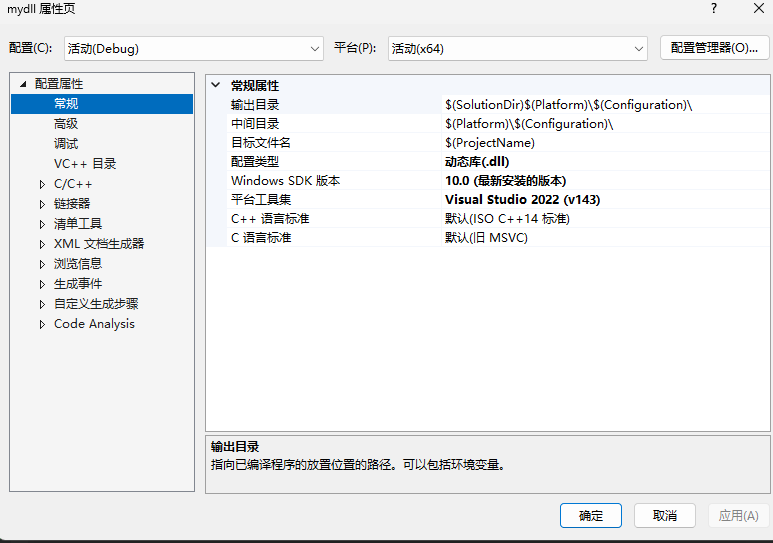 mydll 属性页
配置(C): 活动(Debug) 平台(P): 活动(x64) 配置管理器(O)...
配置属性
常规
高级
调试
VC++ 目录
C/C++
链接器
清单工具
XML 文档生成器
浏览信息
生成事件
自定义生成步骤
Code Analysis
常规属性
输出目录 $(SolutionDir)$(Platform)\$(Configuration)\
中间目录 $(Platform)\$(Configuration)\
目标文件名 $(ProjectName)
配置类型 动态库(.dll)
Windows SDK 版本 10.0 (最新安装的版本)
平台工具集 Visual Studio 2022 (v143)
C++ 语言标准 默认(ISO C++14 标准)
C 语言标准 默认(旧 MSVC)
输出目录
指向已编译程序的放置位置的路径。可以包括环境变量。
确定 取消 应用(A)